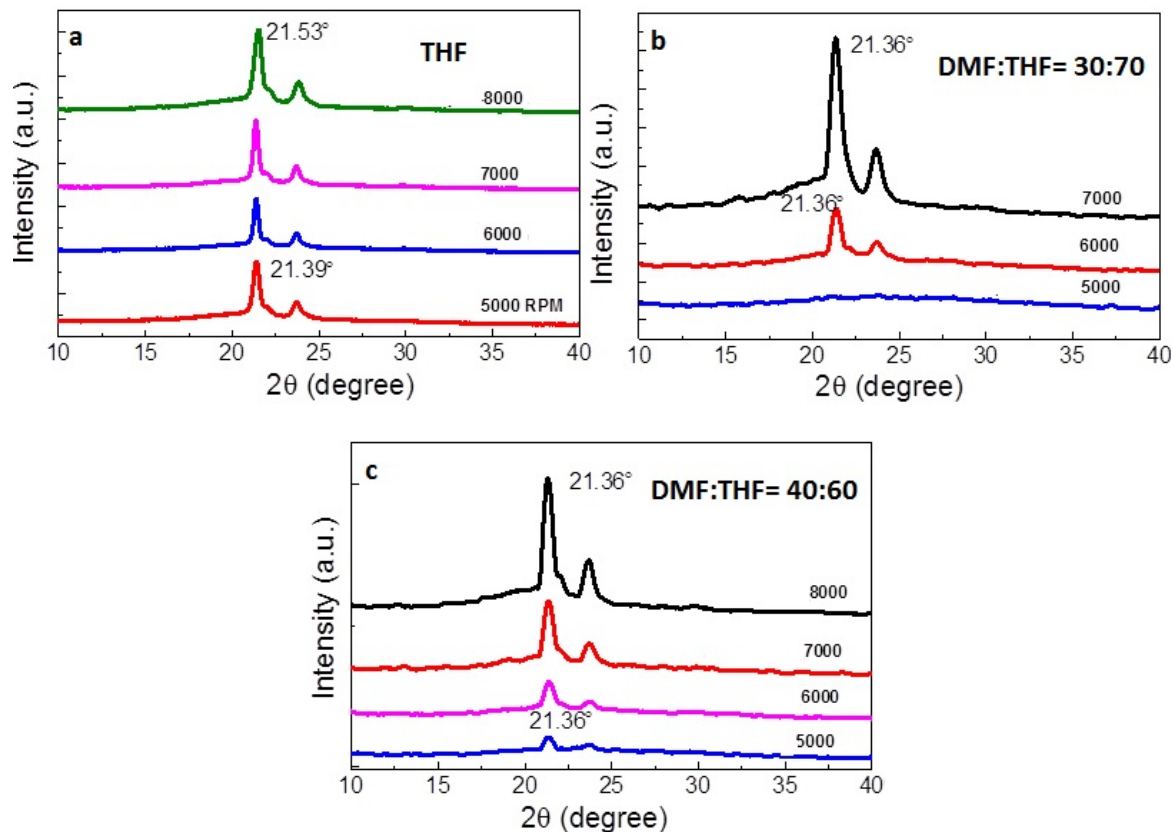 a
21.53°
THF
8000
7000
6000
21.39°
5000 RPM
Intensity (a.u.)
10 15 20 25 30 35 40
2θ (degree)
b
21.36°
DMF:THF= 30:70
7000
21.36°
6000
5000
Intensity (a.u.)
10 15 20 25 30 35 40
2θ (degree)
c
21.36°
DMF:THF= 40:60
8000
7000
6000
21.36°
5000
Intensity (a.u.)
10 15 20 25 30 35 40
2θ (degree)